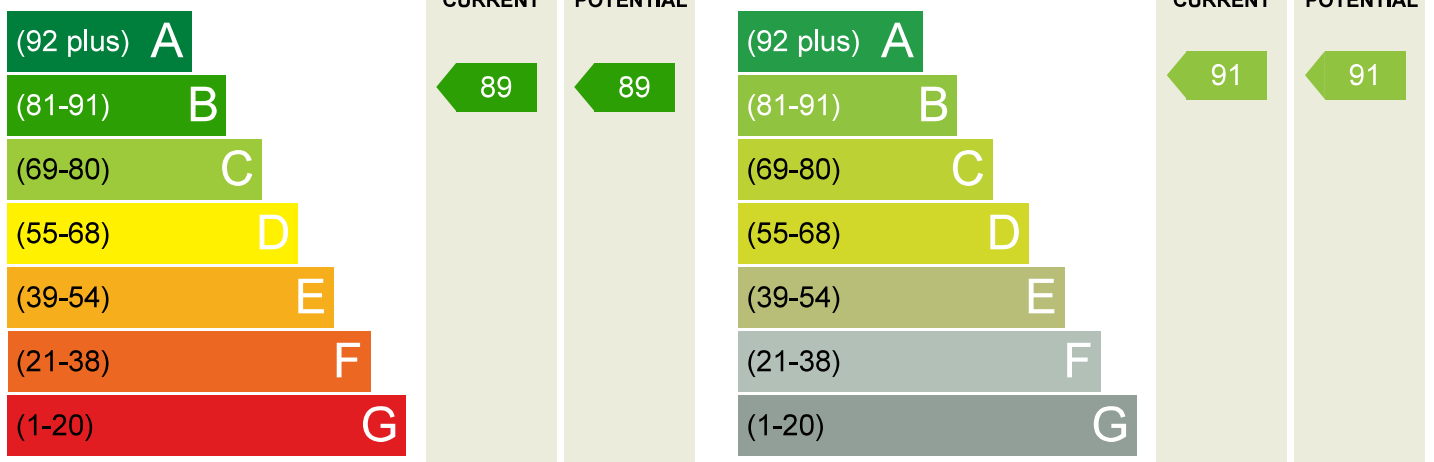 CURRENT POTENTIAL
(92 plus) A
89 89
(81-91) B
(69-80) C
(55-68) D
(39-54) E
(21-38) F
(1-20) G
CURRENT POTENTIAL
(92 plus) A
91 91
(81-91) B
(69-80) C
(55-68) D
(39-54) E
(21-38) F
(1-20) G